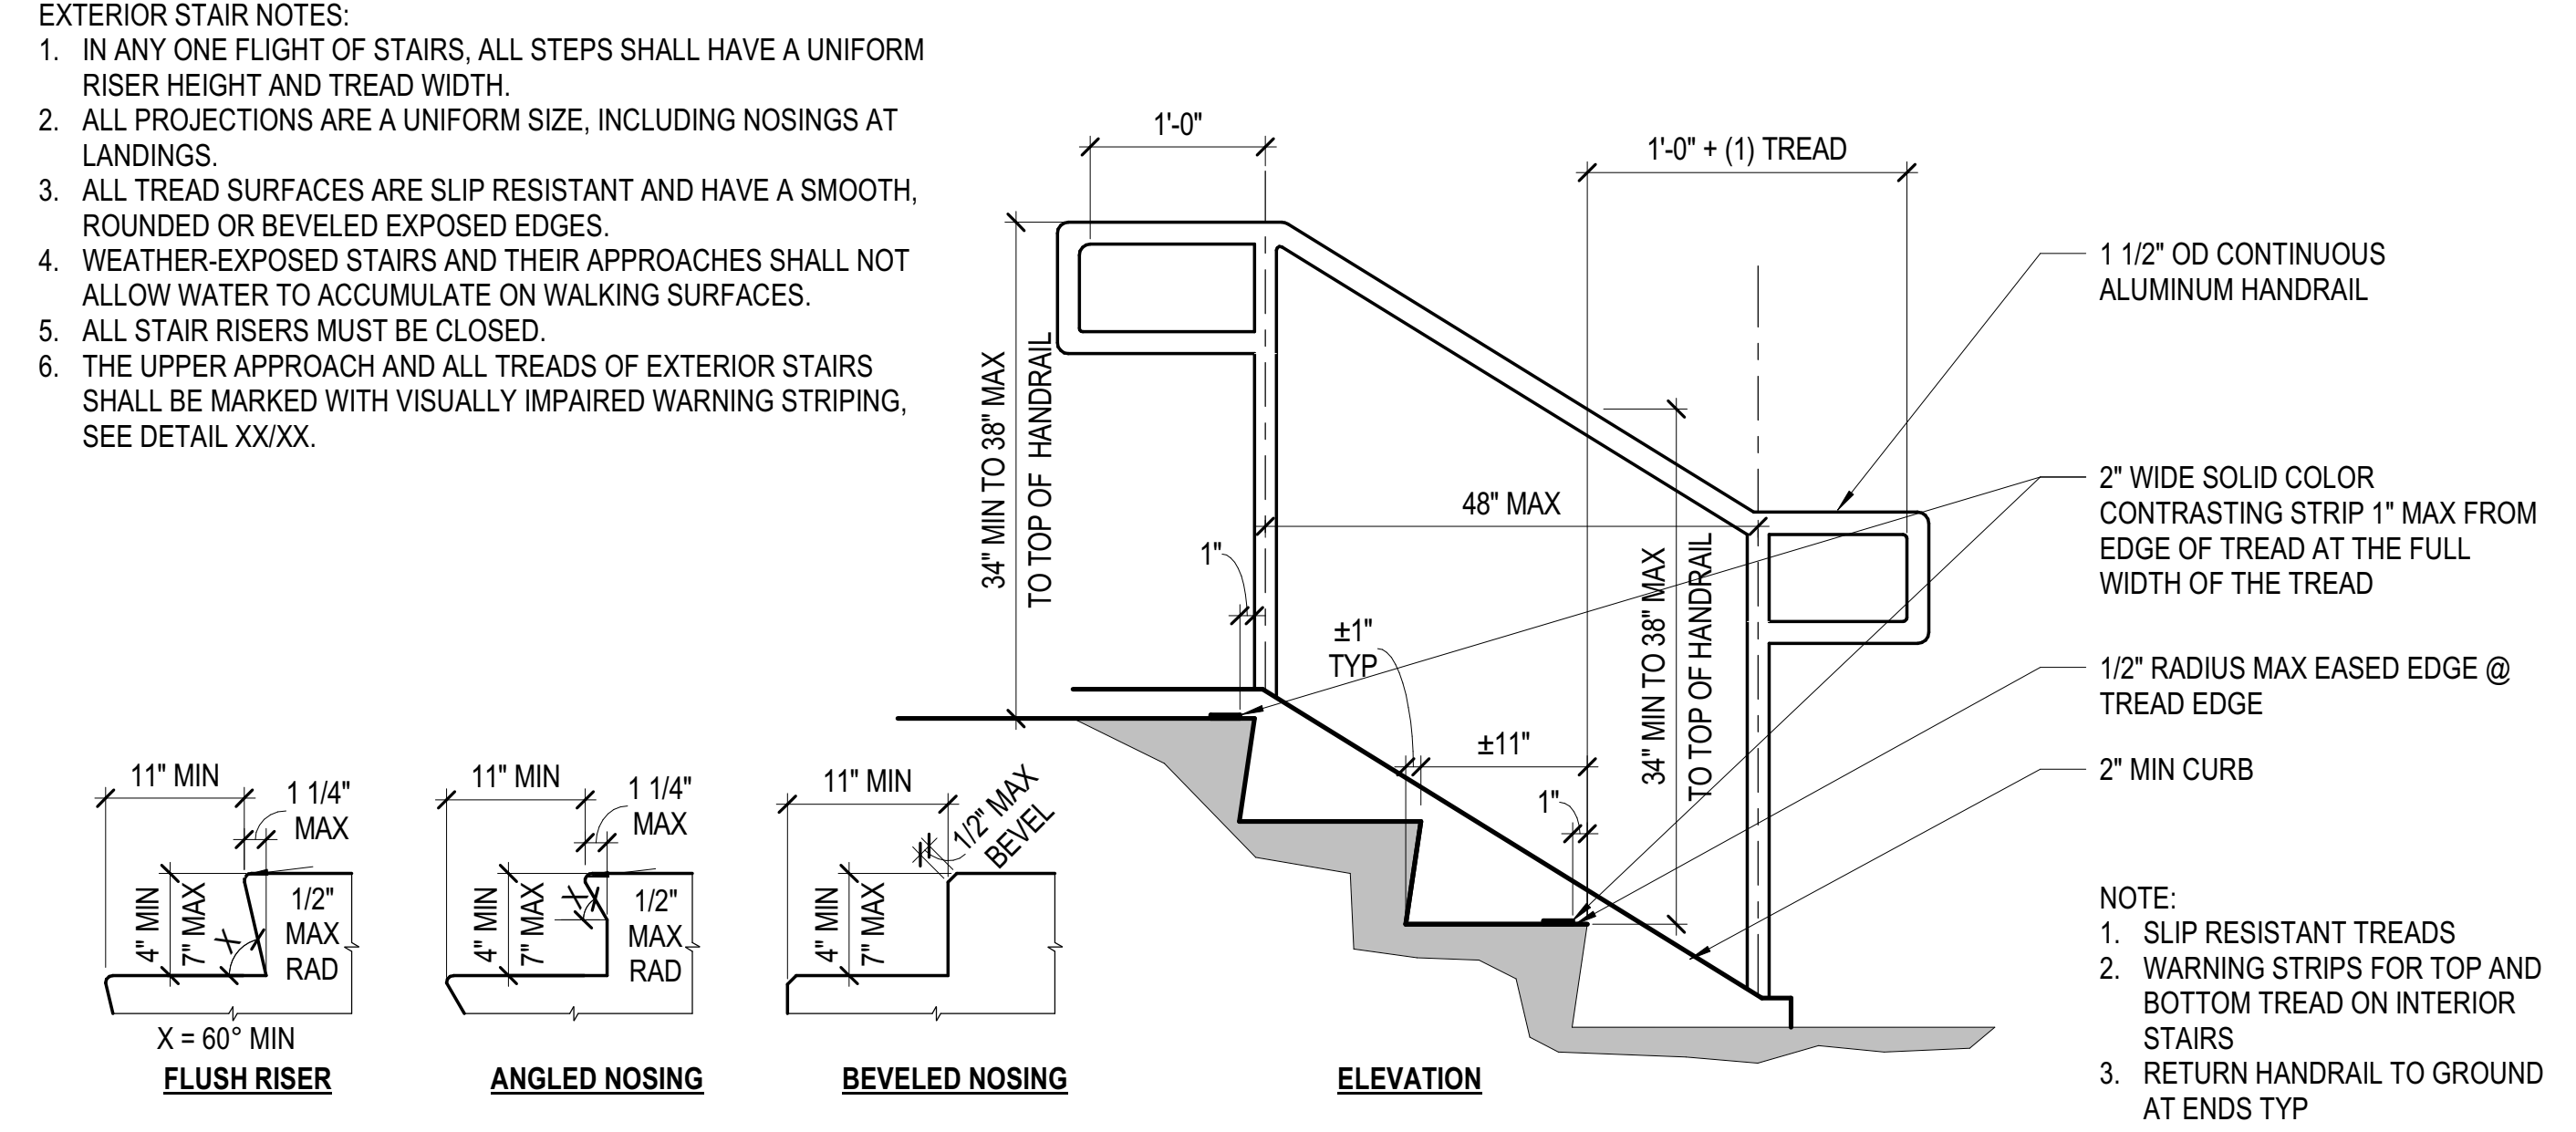 EXTERIOR STAIR NOTES:
1. IN ANY ONE FLIGHT OF STAIRS, ALL STEPS SHALL HAVE A UNIFORM
RISER HEIGHT AND TREAD WIDTH.
2. ALL PROJECTIONS ARE A UNIFORM SIZE, INCLUDING NOSINGS AT
LANDINGS.
3. ALL TREAD SURFACES ARE SLIP RESISTANT AND HAVE A SMOOTH,
ROUNDED OR BEVELED EXPOSED EDGES.
4. WEATHER-EXPOSED STAIRS AND THEIR APPROACHES SHALL NOT
ALLOW WATER TO ACCUMULATE ON WALKING SURFACES.
5. ALL STAIR RISERS MUST BE CLOSED.
6. THE UPPER APPROACH AND ALL TREADS OF EXTERIOR STAIRS
SHALL BE MARKED WITH VISUALLY IMPAIRED WARNING STRIPING,
SEE DETAIL XX/XX.
11" MIN
1 1/4"
MAX
4" MIN
7" MAX
X
1/2"
MAX
RAD
X = 60° MIN
FLUSH RISER
11" MIN
1 1/4"
MAX
4" MIN
7" MAX
X
1/2"
MAX
RAD
ANGLED NOSING
11" MIN
1/2" MAX
BEVEL
4" MIN
7" MAX
BEVELED NOSING
1'-0"
1'-0" + (1) TREAD
34" MIN TO 38" MAX
TO TOP OF HANDRAIL
48" MAX
1"
±1"
TYP
±11"
1"
34" MIN TO 38" MAX
TO TOP OF HANDRAIL
ELEVATION
1 1/2" OD CONTINUOUS
ALUMINUM HANDRAIL
2" WIDE SOLID COLOR
CONTRASTING STRIP 1" MAX FROM
EDGE OF TREAD AT THE FULL
WIDTH OF THE TREAD
1/2" RADIUS MAX EASED EDGE @
TREAD EDGE
2" MIN CURB
NOTE:
1. SLIP RESISTANT TREADS
2. WARNING STRIPS FOR TOP AND
BOTTOM TREAD ON INTERIOR
STAIRS
3. RETURN HANDRAIL TO GROUND
AT ENDS TYP